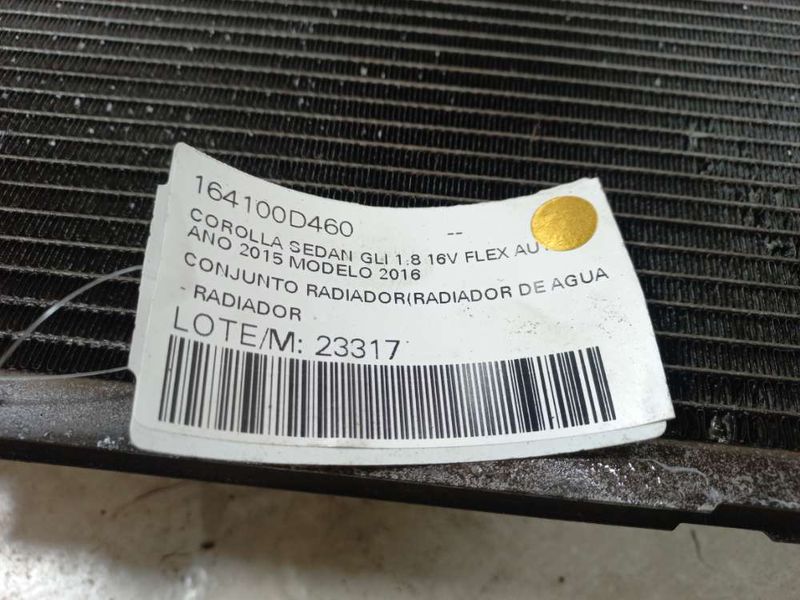 164100D460 --
COROLLA SEDAN GLI 1.8 16V FLEX
ANO 2015 MODELO 2016
CONJUNTO RADIADOR(RADIADOR DE AGUA
- RADIADOR
LOTE/M: 23317